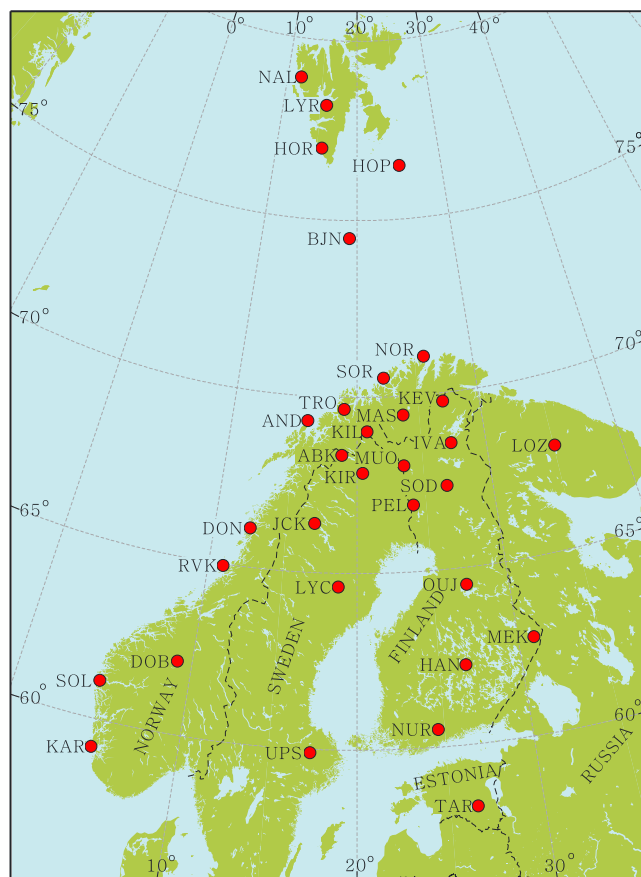 0° 10° 20° 30° 40°
NAL
75°
LYR
HOR
75°
HOP
BJN
70°
70°
NOR
SOR
TRO
KEV
MAS
AND
KIL
IVA
LOZ
ABK
MUO
KIR
SOD
65°
PEL
JCK
DON
65°
RVK
LYC
OUJ
FINLAND
SWEDEN
MEK
DOB
HAN
SOL
60°
NORWAY
60°
NUR
KAR
UPS
RUSSIA
ESTONIA
TAR
10° 20° 30°